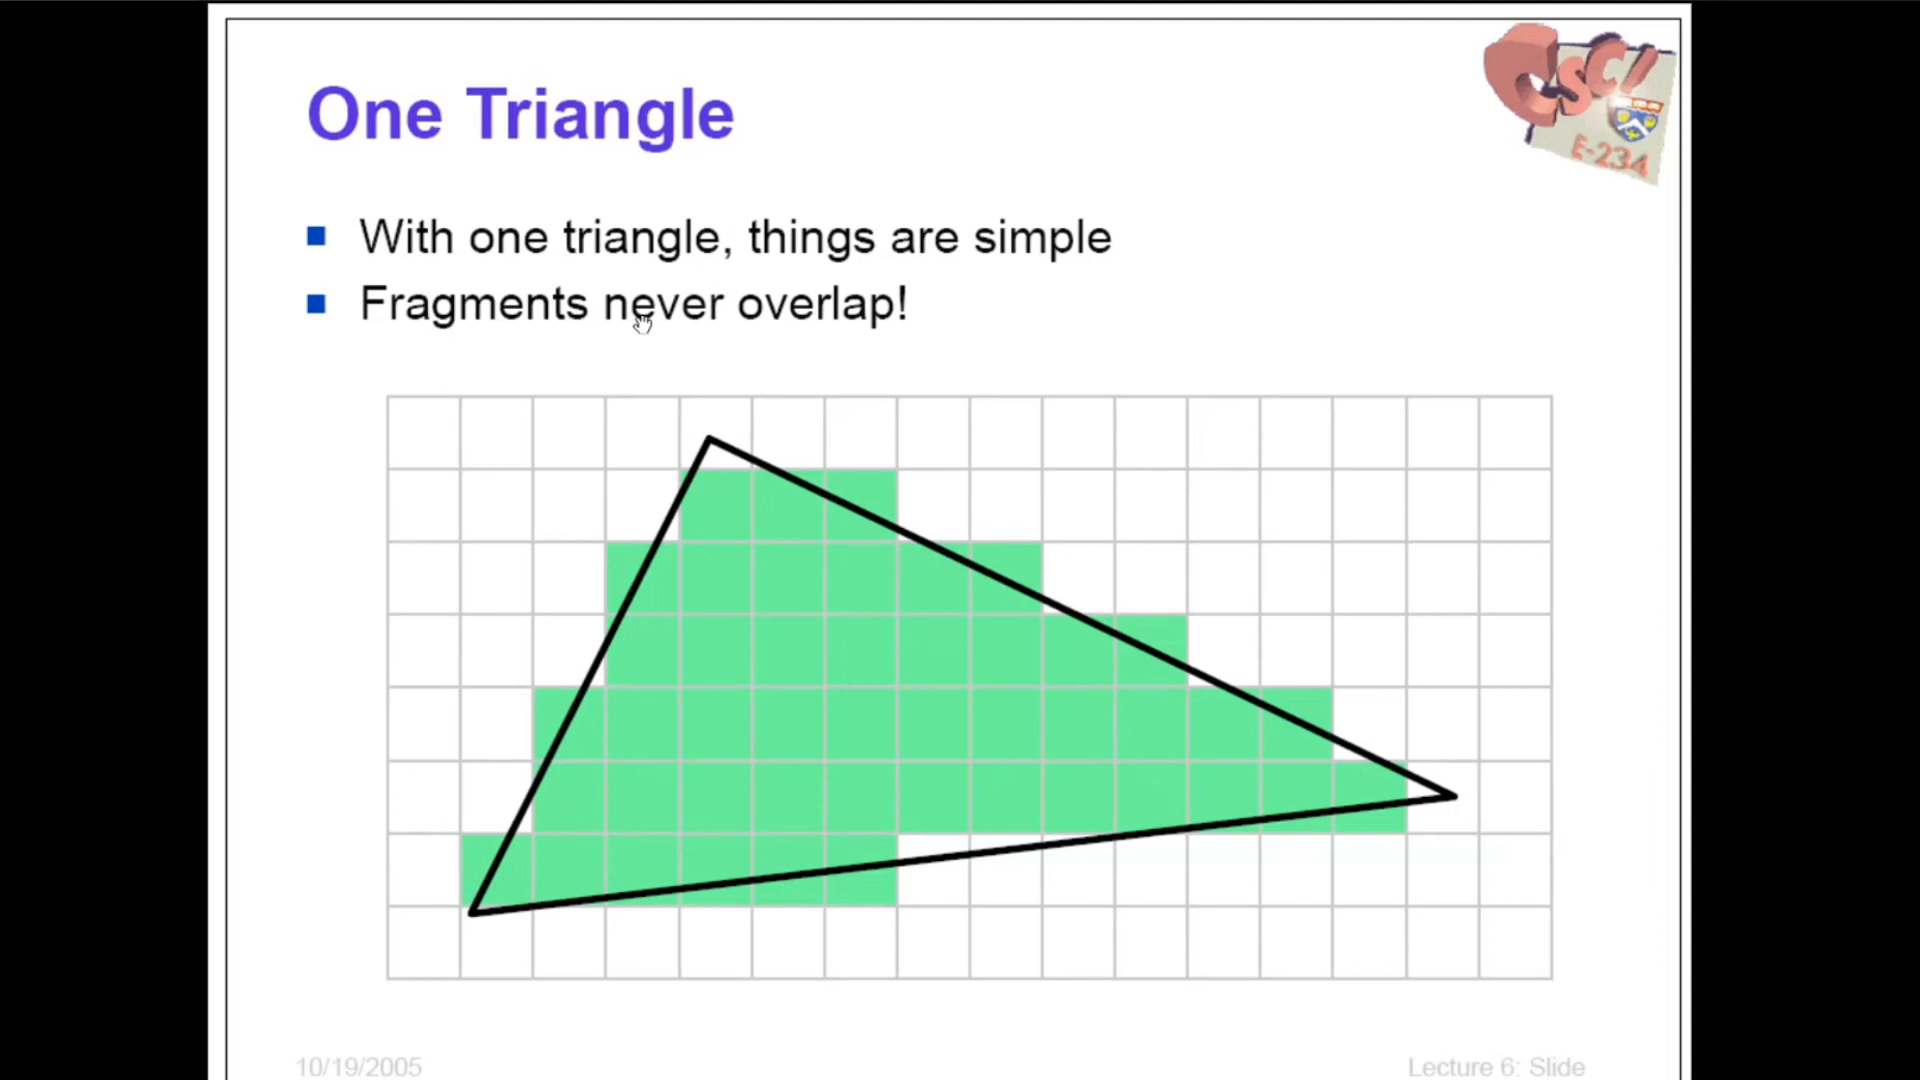 CSCI
E-234
One Triangle
With one triangle, things are simple
Fragments never overlap!
10/19/2005
Lecture 6: Slide